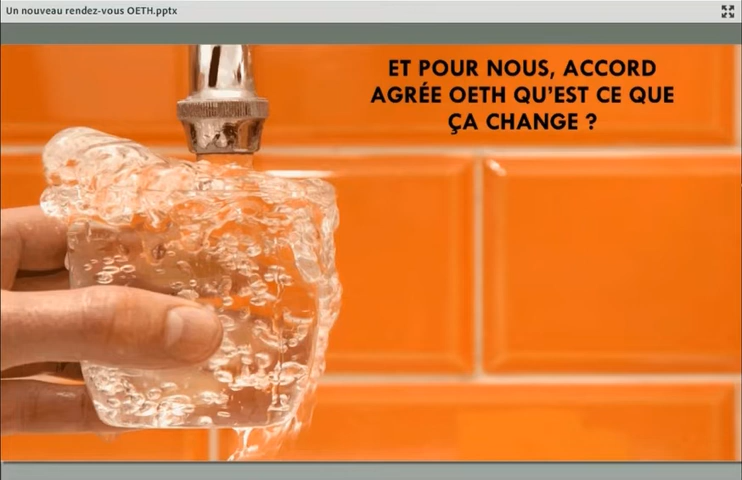 Un nouveau rendez-vous OETH.pptx
ET POUR NOUS, ACCORD
AGRÉE OETH QU'EST CE QUE
ÇA CHANGE ?